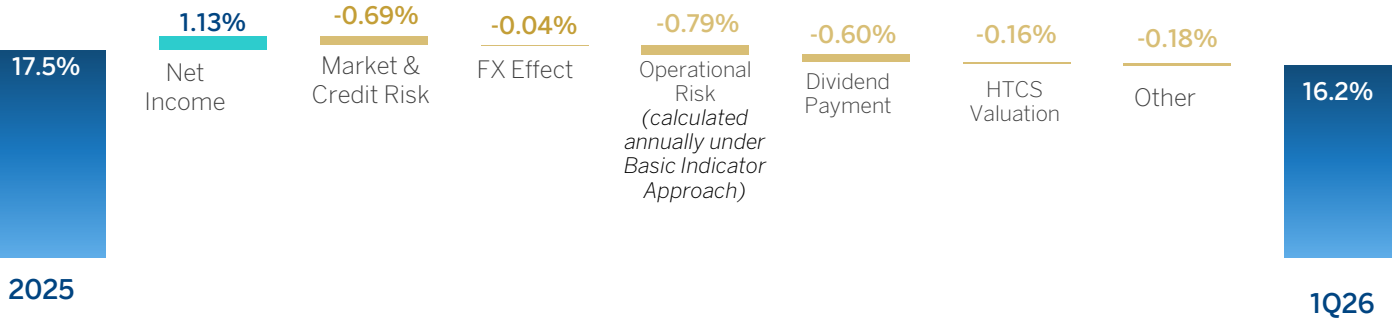 17.5%
2025
1.13%
Net
Income
-0.69%
Market &
Credit Risk
-0.04%
FX Effect
-0.79%
Operational
Risk
(calculated
annually under
Basic Indicator
Approach)
-0.60%
Dividend
Payment
-0.16%
HTCS
Valuation
-0.18%
Other
16.2%
1Q26